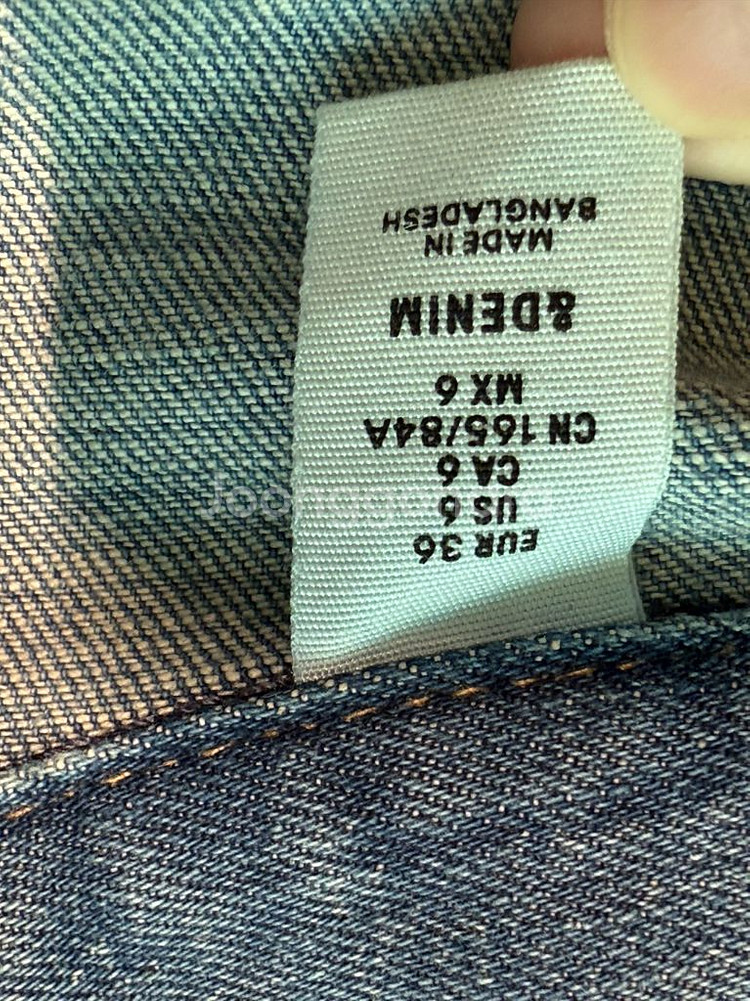 EUR 36
US 6
CA 6
CN 165/84A
MX 6
&DENIM
MADE IN
BANGLADESH